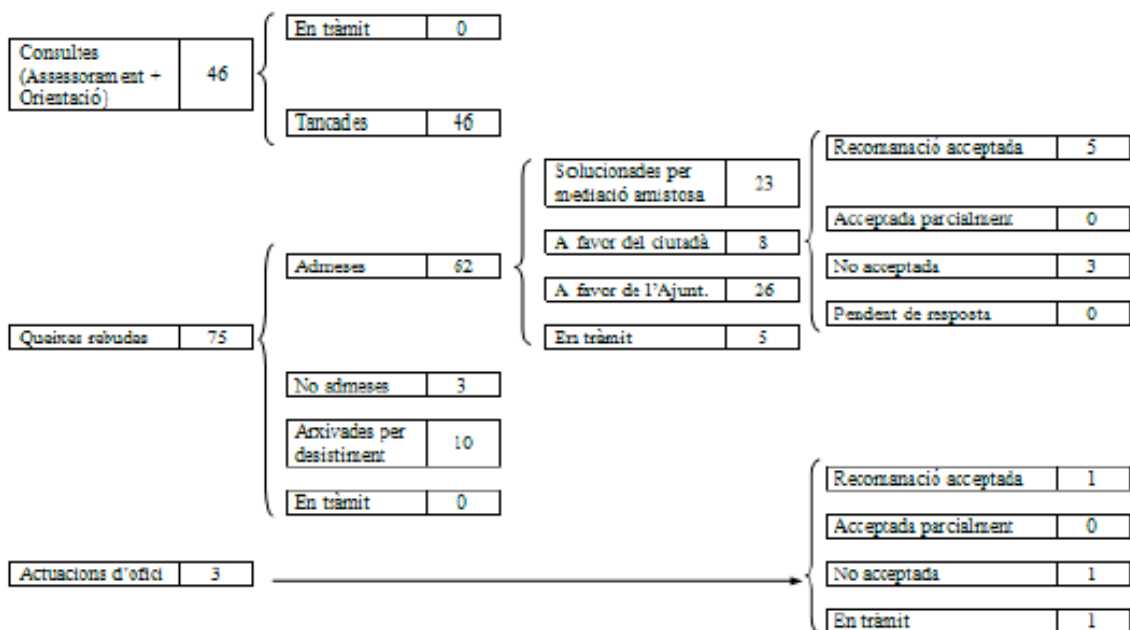 En tràmit 0
Consultes
(Assessorament +
Orientació)
46
Tancades 46
Recomanació acceptada 5
Solucionades per
mediació amistosa
23
Acceptada parcialment 0
A favor del ciutadà 8
Admeses 62
No acceptada 3
A favor de l'Ajunt. 26
Pendent de resposta 0
Queixes rebudes 75
En tràmit 5
No admeses 3
Arxivades per
desistiment
10
Recomanació acceptada 1
En tràmit 0
Acceptada parcialment 0
Actuacions d'ofici 3
No acceptada 1
En tràmit 1